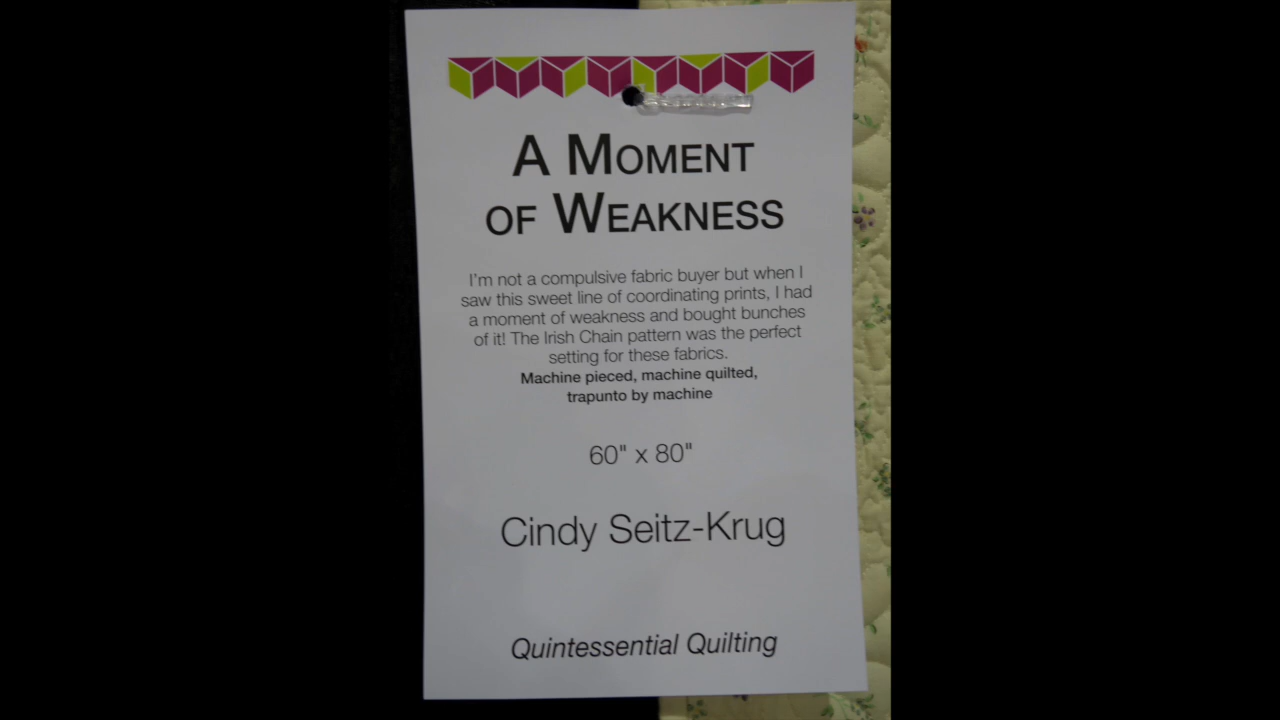 A Moment
of Weakness
I'm not a compulsive fabric buyer but when I
saw this sweet line of coordinating prints, I had
a moment of weakness and bought bunches
of it! The Irish Chain pattern was the perfect
setting for these fabrics.
Machine pieced, machine quilted,
trapunto by machine
60" x 80"
Cindy Seitz-Krug
Quintessential Quilting